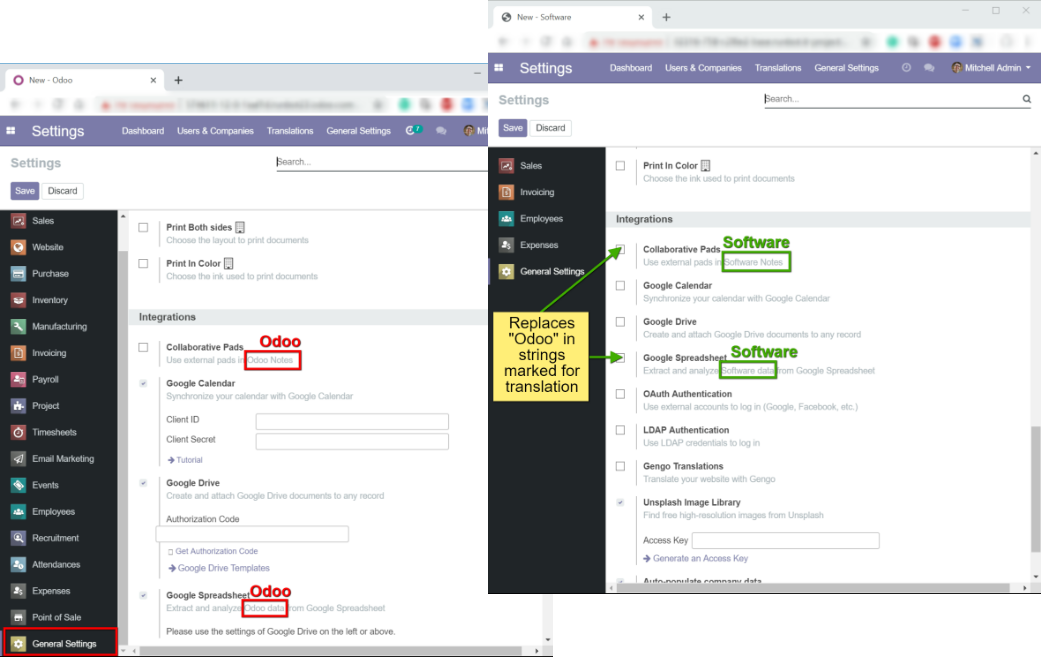 New - Odoo
Settings
Dashboard Users & Companies Translations General Settings
7
Settings
Search...
Save Discard
Sales
Website
Purchase
Inventory
Manufacturing
Invoicing
Payroll
Project
Timesheets
Email Marketing
Events
Employees
Recruitment
Attendances
Expenses
Point of Sale
General Settings
Print Both sides
Choose the layout to print documents
Print In Color
Choose the ink used to print documents
Integrations
Odoo
Collaborative Pads
Use external pads in Odoo Notes
Google Calendar
Synchronize your calendar with Google Calendar
Client ID
Client Secret
Tutorial
Google Drive
Create and attach Google Drive documents to any record
Authorization Code
Get Authorization Code
Google Drive Templates
Odoo
Google Spreadsheet
Extract and analyze Odoo data from Google Spreadsheet
Please use the settings of Google Drive on the left or above.
New - Software
Settings
Dashboard Users & Companies Translations General Settings Mitchell Admin
Settings
Search...
Save Discard
Sales
Invoicing
Employees
Expenses
General Settings
Replaces
"Odoo" in
strings
marked for
translation
Print In Color
Choose the ink used to print documents
Integrations
Software
Collaborative Pads
Use external pads in Software Notes
Google Calendar
Synchronize your calendar with Google Calendar
Google Drive
Create and attach Google Drive documents to any record
Software
Google Spreadsheet
Extract and analyze Software data from Google Spreadsheet
OAuth Authentication
Use external accounts to log in (Google, Facebook, etc.)
LDAP Authentication
Use LDAP credentials to log in
Gengo Translations
Translate your website with Gengo
Unsplash Image Library
Find free high-resolution images from Unsplash
Access Key
Generate an Access Key
Auto-populate company data